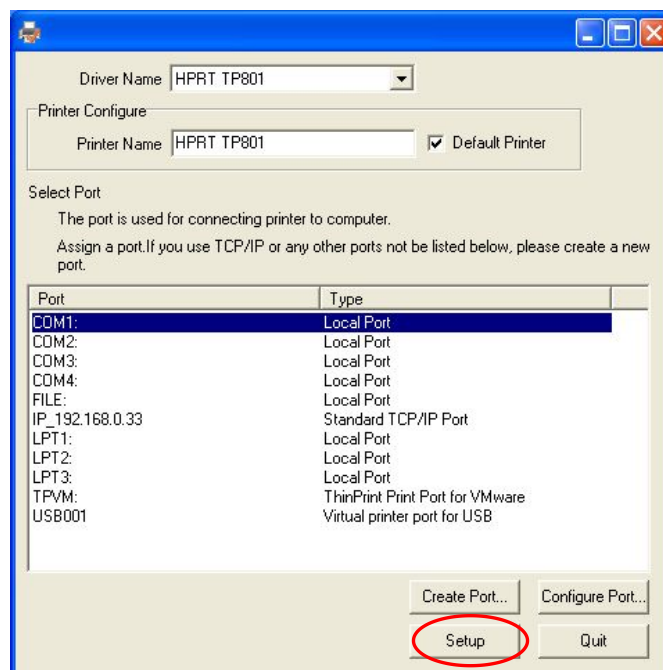 Driver Name HPRT TP801
Printer Configure
Printer Name HPRT TP801 Default Printer
Select Port
The port is used for connecting printer to computer.
Assign a port.If you use TCP/IP or any other ports not be listed below, please create a new
port.
Port Type
COM1: Local Port
COM2: Local Port
COM3: Local Port
COM4: Local Port
FILE: Local Port
IP_192.168.0.33 Standard TCP/IP Port
LPT1: Local Port
LPT2: Local Port
LPT3: Local Port
TPVM: ThinPrint Print Port for VMware
USB001 Virtual printer port for USB
Create Port... Configure Port...
Setup Quit